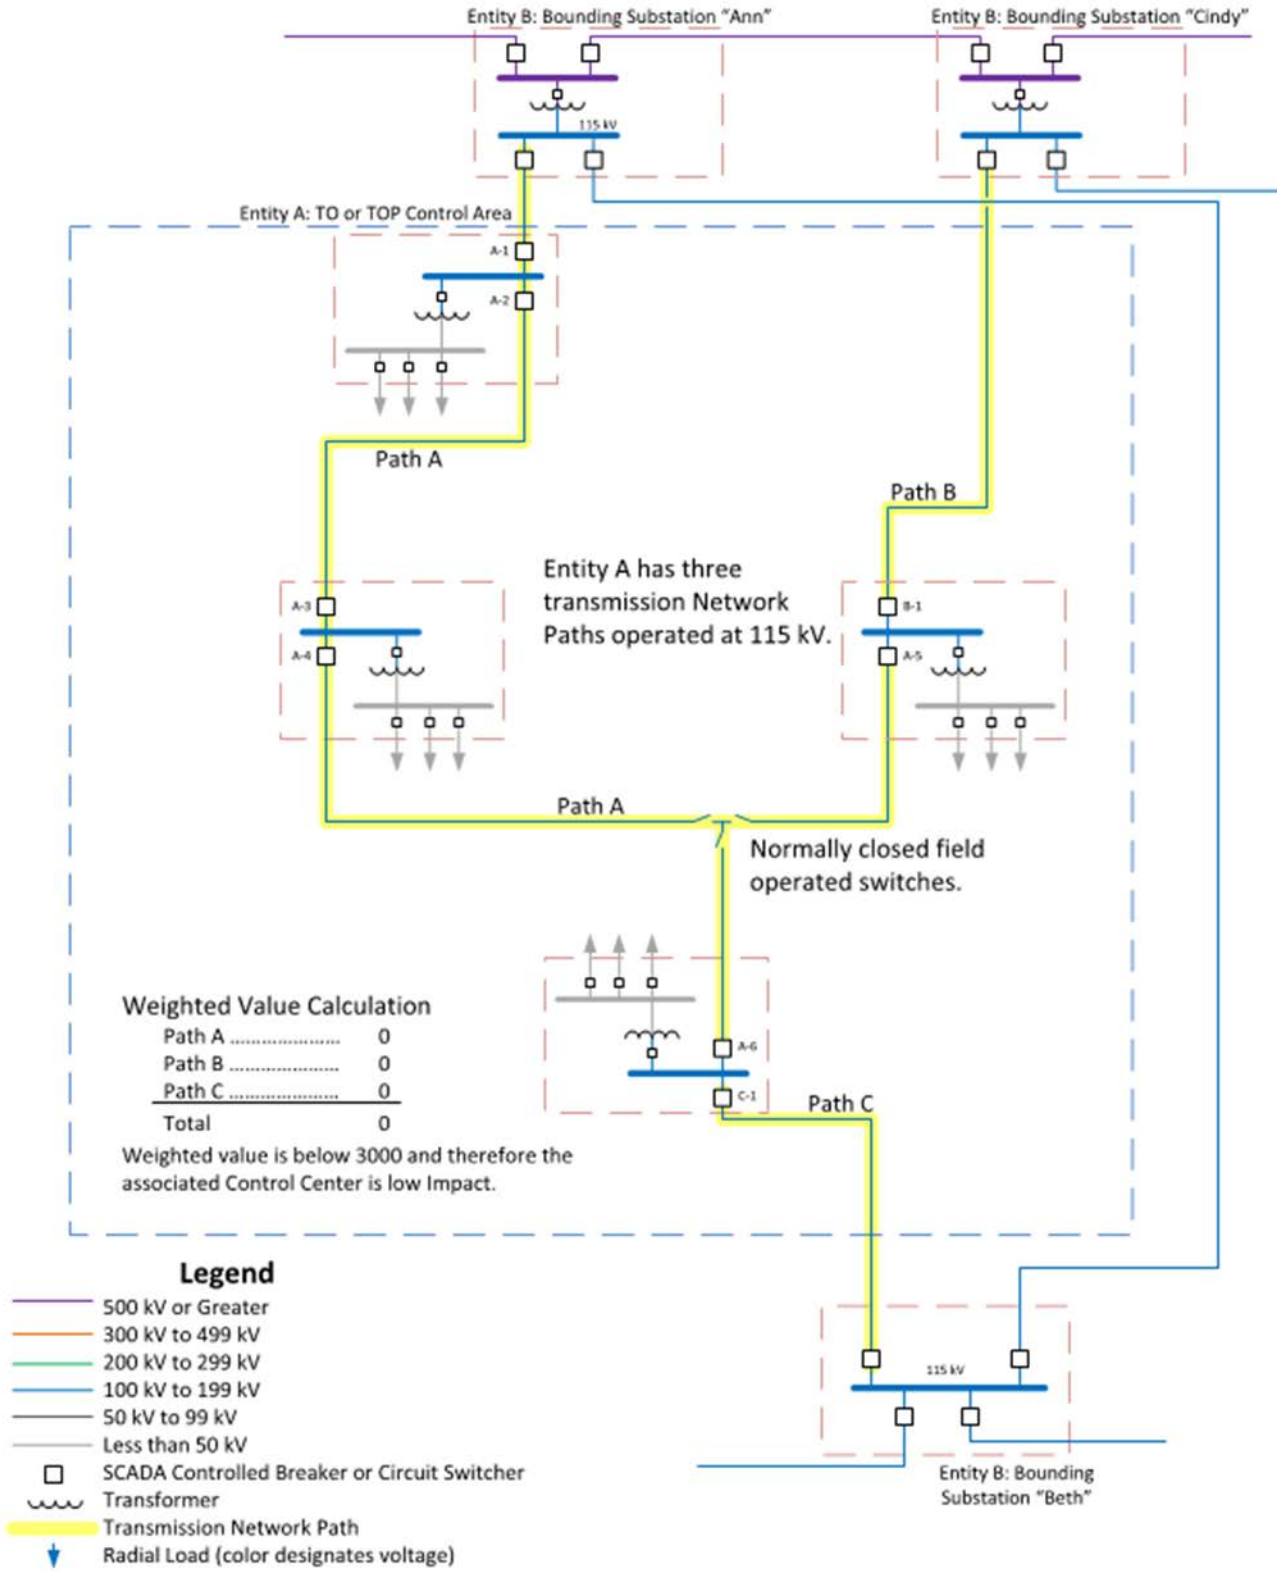 Entity B: Bounding Substation “Ann”
Entity B: Bounding Substation “Cindy”
115 kV
Entity A: TO or TOP Control Area
A-1
A-2
Path A
Path B
Entity A has three
transmission Network
Paths operated at 115 kV.
A-3
A-4
B-1
A-5
Path A
Normally closed field
operated switches.
Weighted Value Calculation
Path A ..................... 0
Path B ..................... 0
Path C ..................... 0
Total 0
Weighted value is below 3000 and therefore the
associated Control Center is low Impact.
A-6
C-1
Path C
Legend
500 kV or Greater
300 kV to 499 kV
200 kV to 299 kV
100 kV to 199 kV
50 kV to 99 kV
Less than 50 kV
SCADA Controlled Breaker or Circuit Switcher
Transformer
Transmission Network Path
Radial Load (color designates voltage)
115 kV
Entity B: Bounding
Substation “Beth”